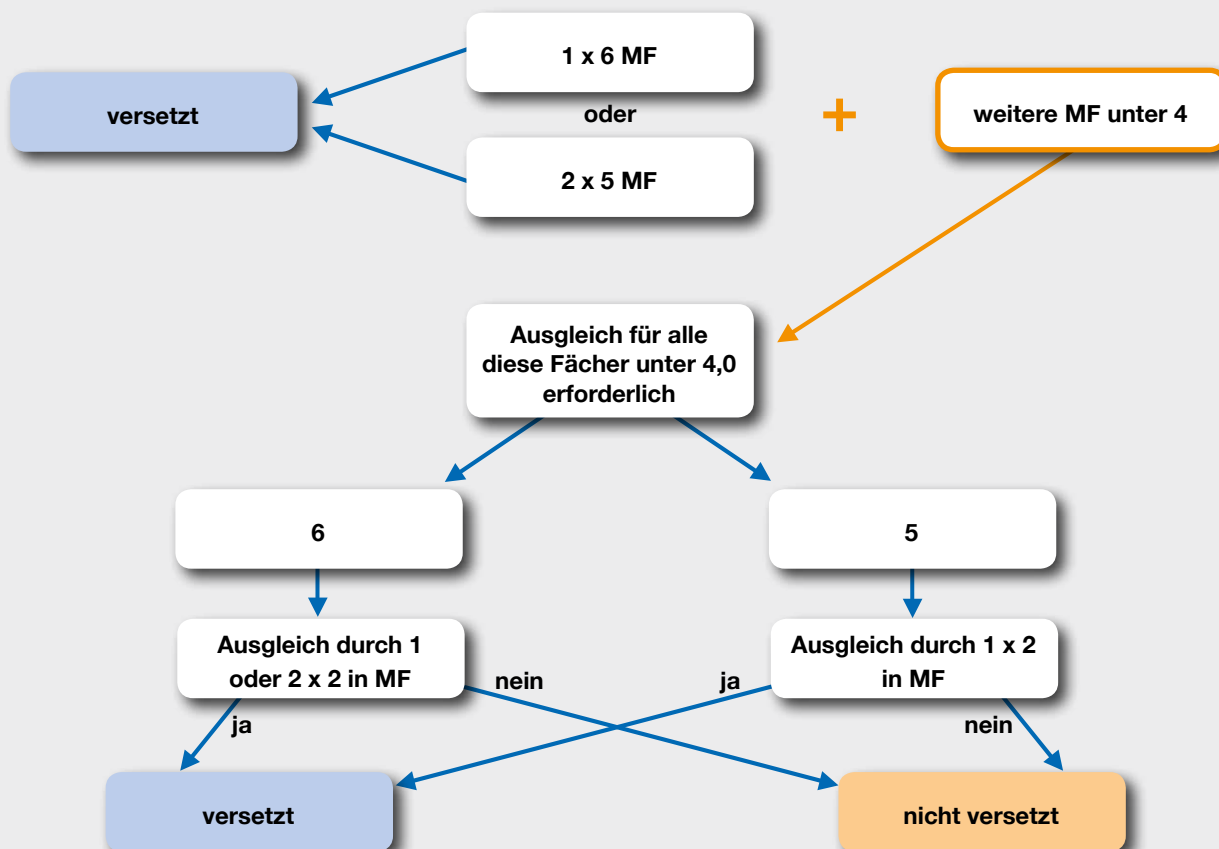 1 x 6 MF
versetzt
oder
weitere MF unter 4
2 x 5 MF
Ausgleich für alle
diese Fächer unter 4,0
erforderlich
6
5
Ausgleich durch 1
oder 2 x 2 in MF
Ausgleich durch 1 x 2
in MF
nein
ja
ja
nein
versetzt
nicht versetzt